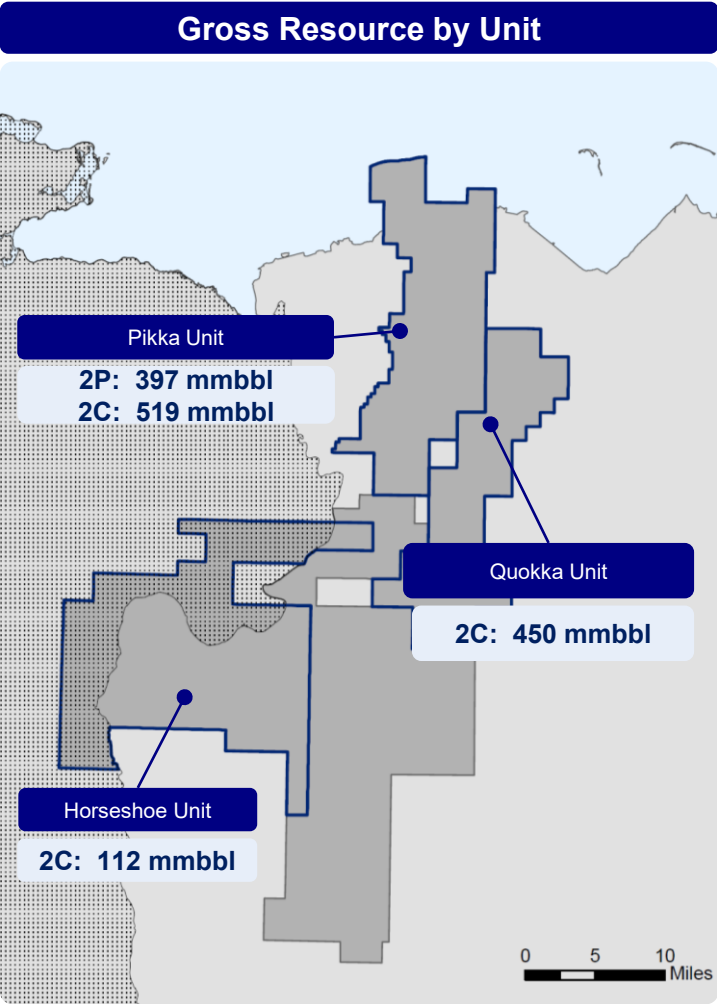 Gross Resource by Unit
Pikka Unit
2P: 397 mmbbl
2C: 519 mmbbl
Quokka Unit
2C: 450 mmbbl
Horseshoe Unit
2C: 112 mmbbl
0 5 10
Miles